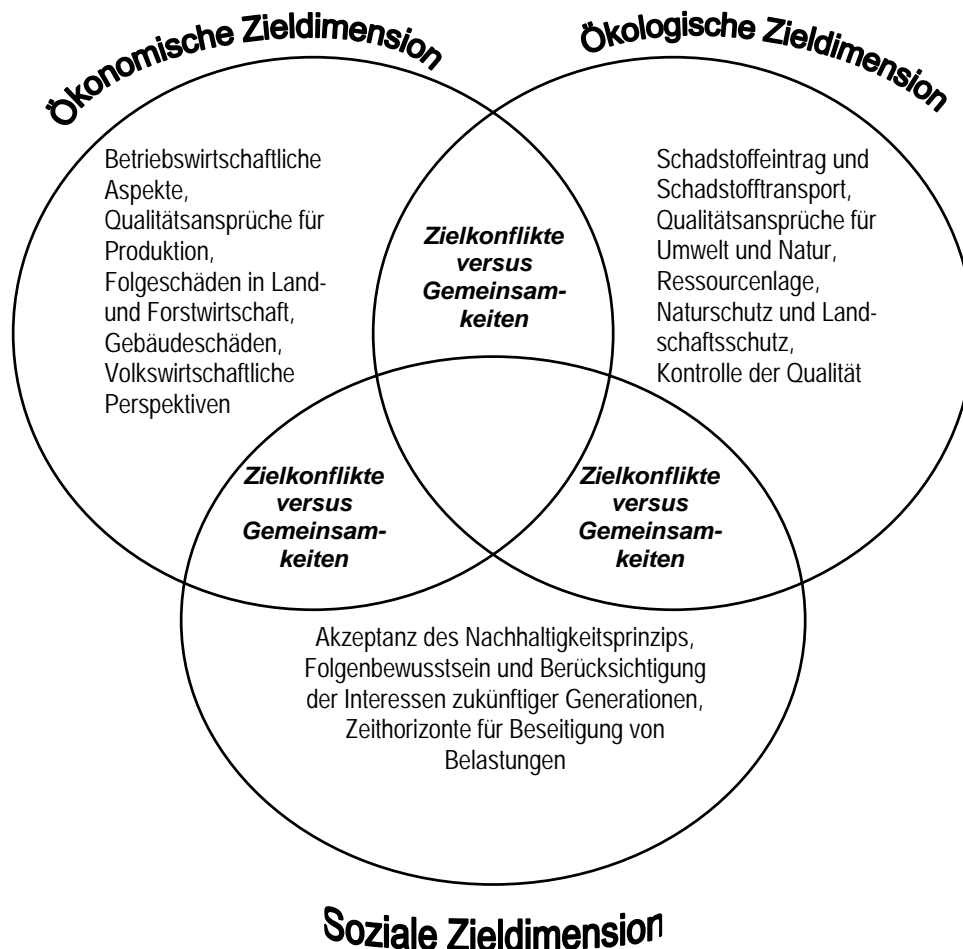 Ökonomische Zieldimension
Ökologische Zieldimension
Betriebswirtschaftliche
Aspekte,
Qualitätsansprüche für
Produktion,
Folgeschäden in Land-
und Forstwirtschaft,
Gebäudeschäden,
Volkswirtschaftliche
Perspektiven
Zielkonflikte
versus
Gemeinsam-
keiten
Schadstoffeintrag und
Schadstofftransport,
Qualitätsansprüche für
Umwelt und Natur,
Ressourcenlage,
Naturschutz und Land-
schaftsschutz,
Kontrolle der Qualität
Zielkonflikte
versus
Gemeinsam-
keiten
Zielkonflikte
versus
Gemeinsam-
keiten
Akzeptanz des Nachhaltigkeitsprinzips,
Folgenbewusstsein und Berücksichtigung
der Interessen zukünftiger Generationen,
Zeithorizonte für Beseitigung von
Belastungen
Soziale Zieldimension